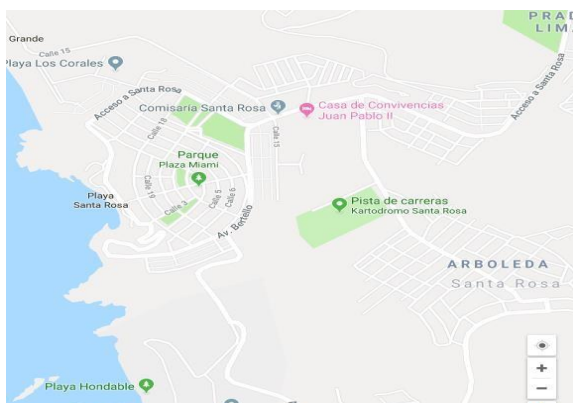 PRAD
LIMA
Grande
Calle 15
Playa Los Corales
Acceso a Santa Rosa
Acceso a Santa Rosa
Comisaría Santa Rosa
Casa de Convivencias
Juan Pablo II
Calle 18
Calle 15
Parque
Plaza Miami
Calle 19
Calle 5
Calle 6
Calle 3
Playa
Santa Rosa
Pista de carreras
Kartodromo Santa Rosa
Av. Bertello
ARBOLEDA
Santa Rosa
Playa Hondable
+
−